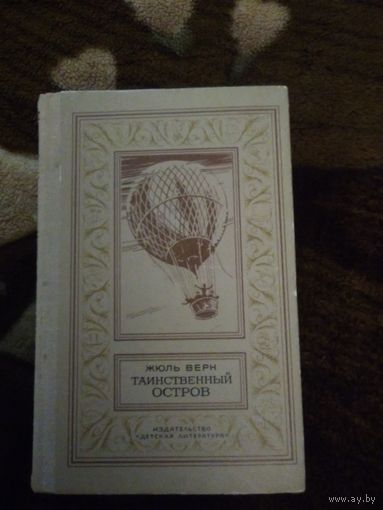 ЖЮЛЬ ВЕРН
ТАИНСТВЕННЫЙ
ОСТРОВ
ИЗДАТЕЛЬСТВО
«ДЕТСКАЯ ЛИТЕРАТУРА»
www.ay.by